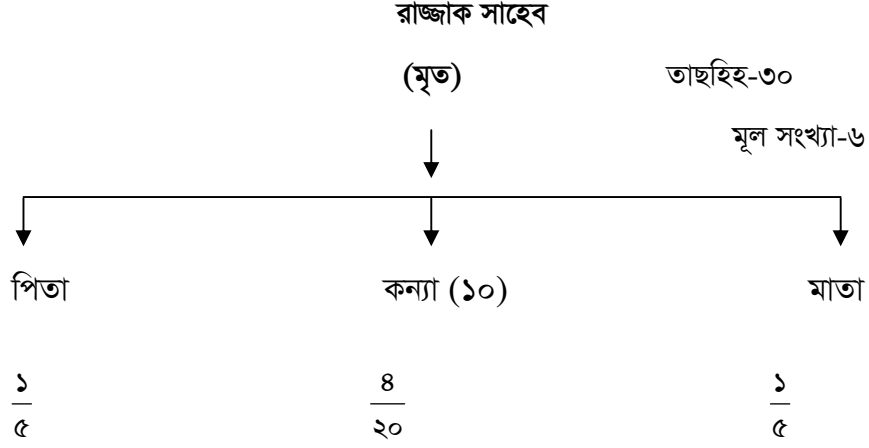 রাজ্জাক সাহেব
(মৃত) তাছহিহ-৩০
মূল সংখ্যা-৬
পিতা কন্যা (১০) মাতা
১ ৪ ১
৫ ২০ ৫